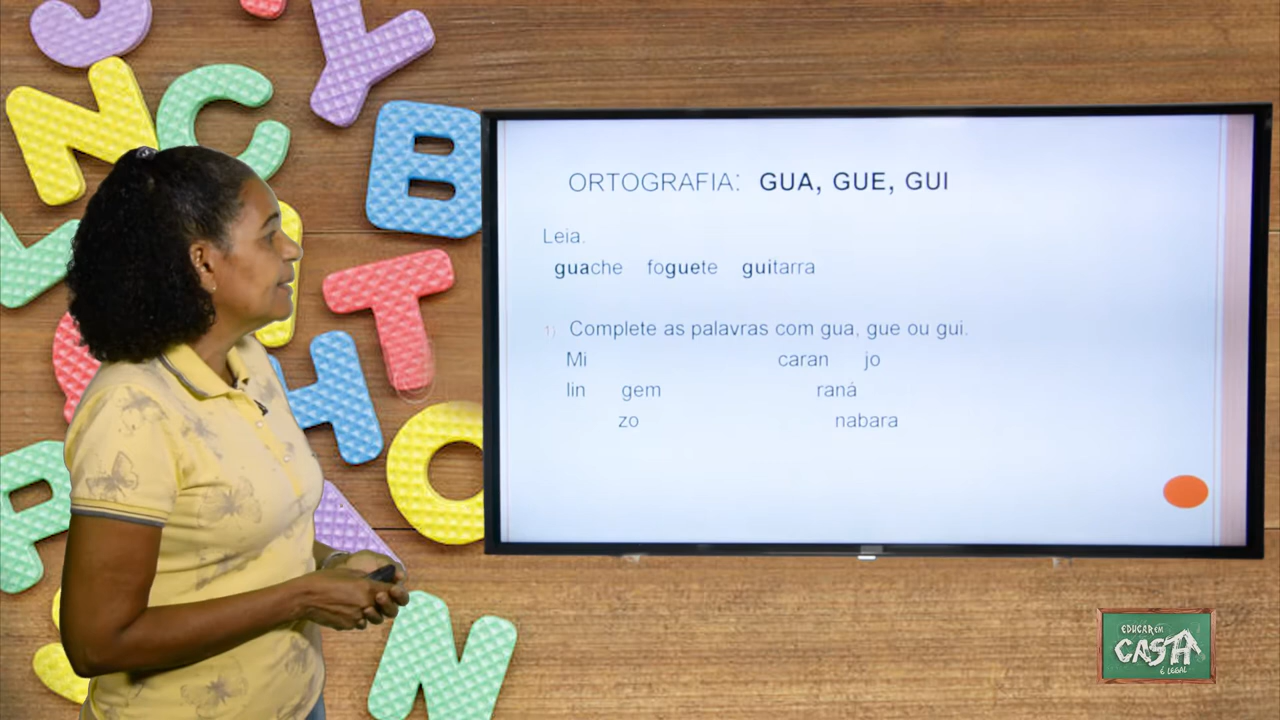 ORTOGRAFIA: GUA, GUE, GUI
Leia.
guache foguete guitarra
1) Complete as palavras com gua, gue ou gui.
Mi caran jo
lin gem raná
zo nabara
EDUCAR EM
CASA
É LEGAL